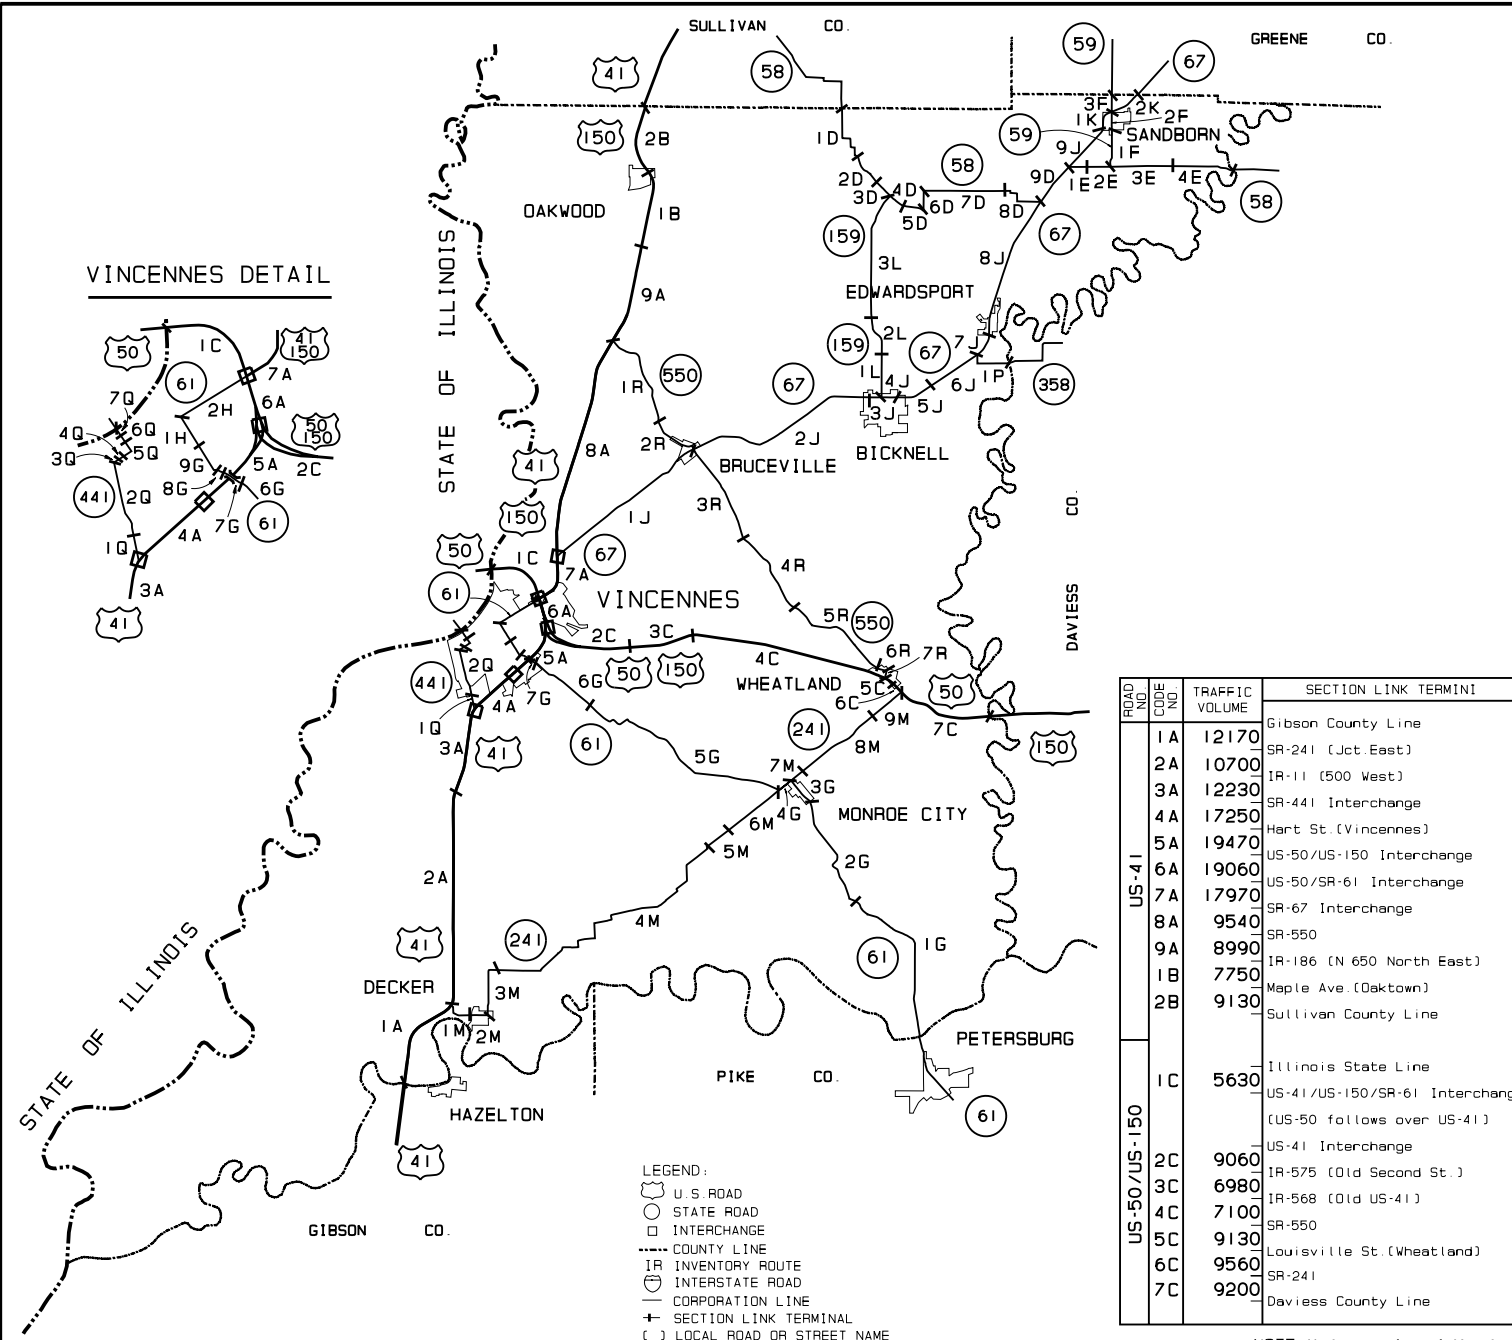 SULLIVAN CO.
GREENE CO.
59
67
41
58
3F 2K
1K 2F
150
2B
1D
59
SANDBORN
9J 1F
58
9D
1E 2E 3E 4E
2D
4D
3D
6D 7D
5D 8D
58
OAKWOOD
1B
159
67
8J
3L
VINCENNES DETAIL
STATE OF ILLINOIS
9A
EDWARDSPORT
50
1C
41
150
7A
61
7Q
2H
6A
4Q 6Q
1H
50
150
3Q 5Q
9G
5A 2C
8G 6G
441
2Q
7G
61
4A
1Q
3A
41
2L
159
67
7J
1L 4J
6J 1P
358
1R
550
67
3J 5J
2R
2J
8A
BRUCEVILLE
BICKNELL
41
3R
150
1J
DAVIESS CO.
50
1C
67
7A
4R
61
VINCENNES
6A
5R
550
2C 3C
5A
50
150
4C
6R 7R
441
2Q
6G
WHEATLAND
5C
50
4A 7G
6C
1Q
241
9M
7C
3A
41
61
8M
150
5G
7M
3G
4G
MONROE CITY
6M
5M
2A
2G
4M
241
41
1G
61
DECKER
3M
1A
1M
2M
PETERSBURG
STATE OF ILLINOIS
PIKE CO.
HAZELTON
61
41
GIBSON CO.
LEGEND:
U.S. ROAD
STATE ROAD
INTERCHANGE
COUNTY LINE
IR INVENTORY ROUTE
INTERSTATE ROAD
CORPORATION LINE
SECTION LINK TERMINAL
( ) LOCAL ROAD OR STREET NAME
ROAD NO. CODE NO. TRAFFIC VOLUME SECTION LINK TERMINI
US-41
Gibson County Line
1A 12170
SR-241 (Jct.East)
2A 10700
IR-11 (500 West)
3A 12230
SR-441 Interchange
4A 17250
Hart St.(Vincennes)
5A 19470
US-50/US-150 Interchange
6A 19060
US-50/SR-61 Interchange
7A 17970
SR-67 Interchange
8A 9540
SR-550
9A 8990
IR-186 (N 650 North East)
1B 7750
Maple Ave.(Oaktown)
2B 9130
Sullivan County Line
US-50/US-150
Illinois State Line
1C 5630
US-41/US-150/SR-61 Interchang
(US-50 follows over US-41)
US-41 Interchange
2C 9060
IR-575 (Old Second St.)
3C 6980
IR-568 (Old US-41)
4C 7100
SR-550
5C 9130
Louisville St.(Wheatland)
6C 9560
SR-241
7C 9200
Daviess County Line